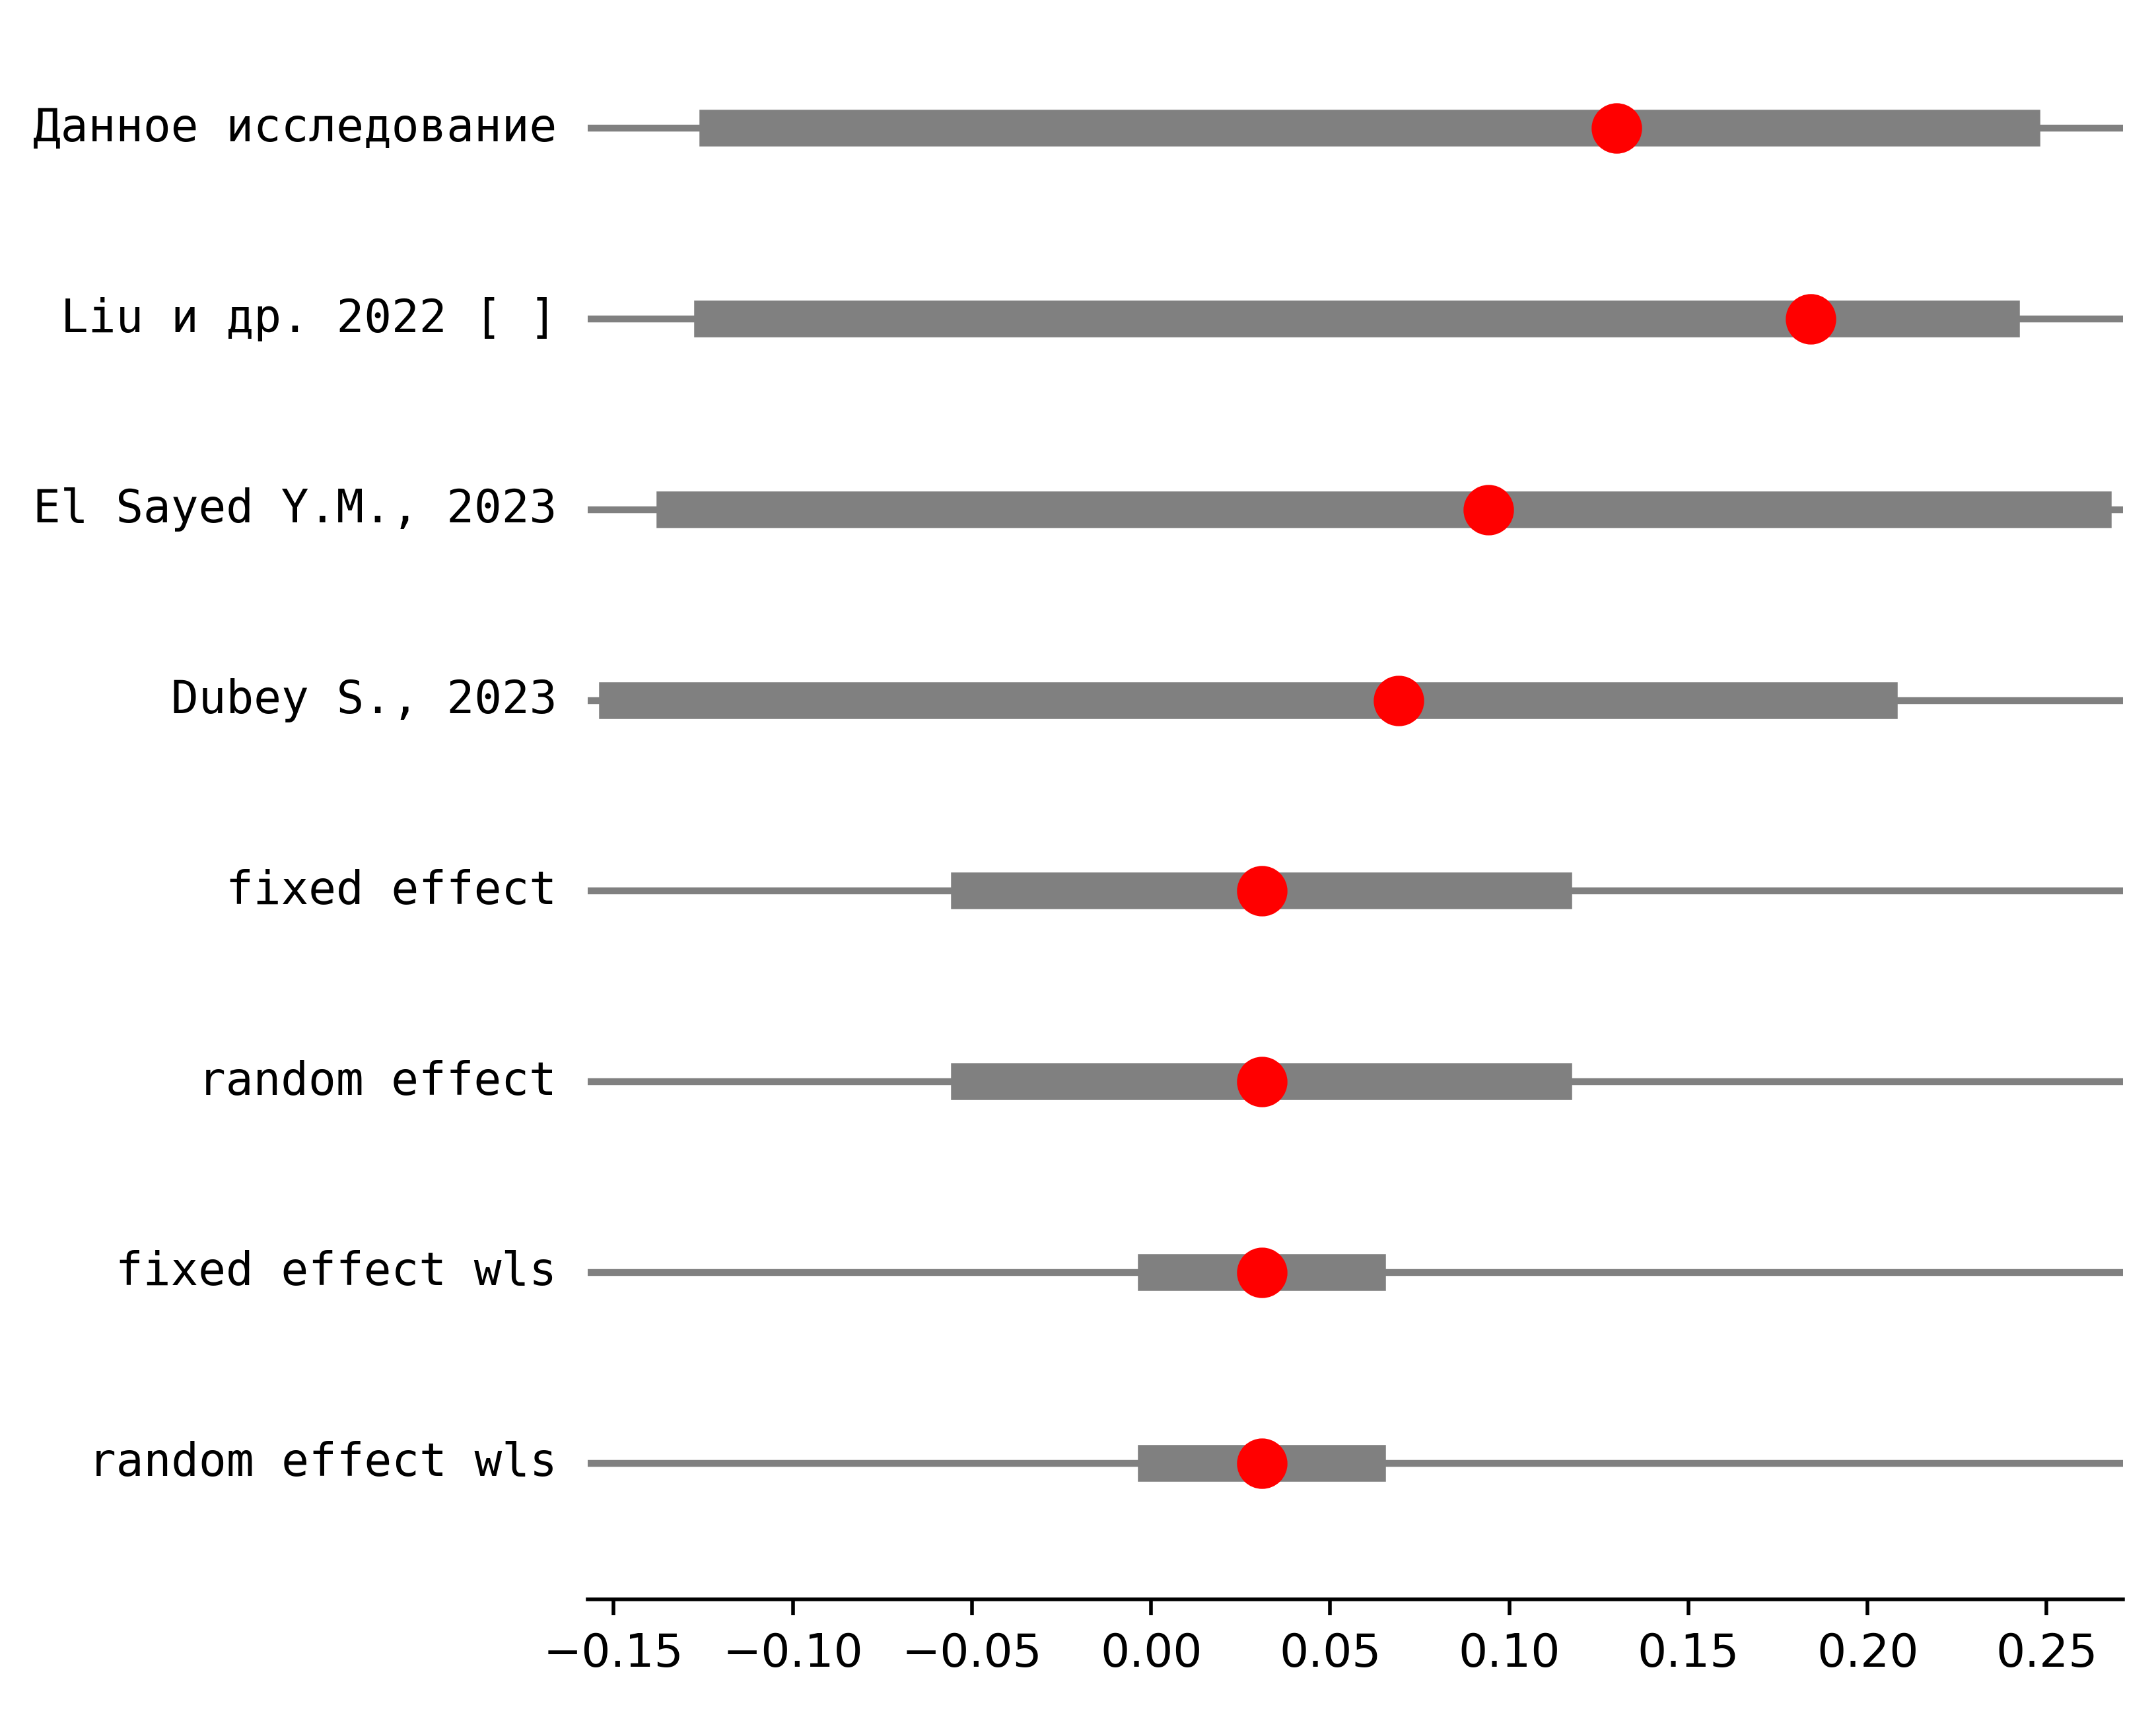 Данное исследование
Liu и др. 2022 [ ]
El Sayed Y.M., 2023
Dubey S., 2023
fixed effect
random effect
fixed effect wls
random effect wls
−0.15 −0.10 −0.05 0.00 0.05 0.10 0.15 0.20 0.25